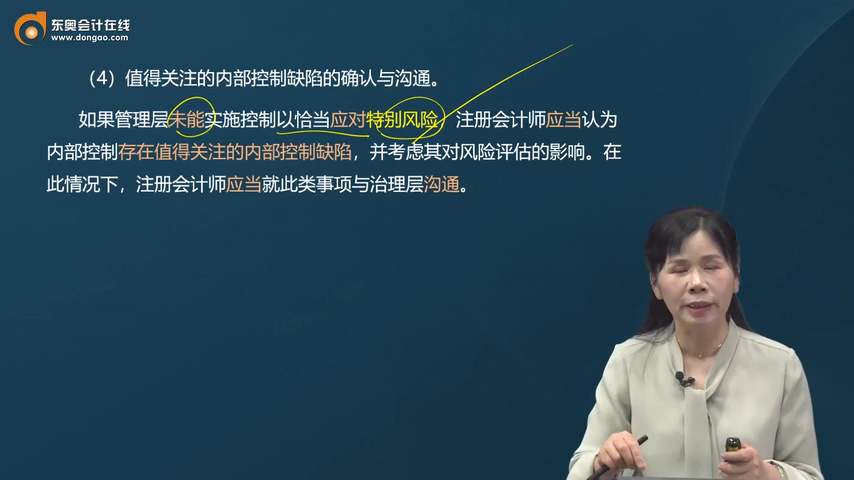 东奥会计在线
www.dongao.com
（4）值得关注的内部控制缺陷的确认与沟通。
如果管理层未能实施控制以恰当应对特别风险，注册会计师应当认为
内部控制存在值得关注的内部控制缺陷，并考虑其对风险评估的影响。在
此情况下，注册会计师应当就此类事项与治理层沟通。